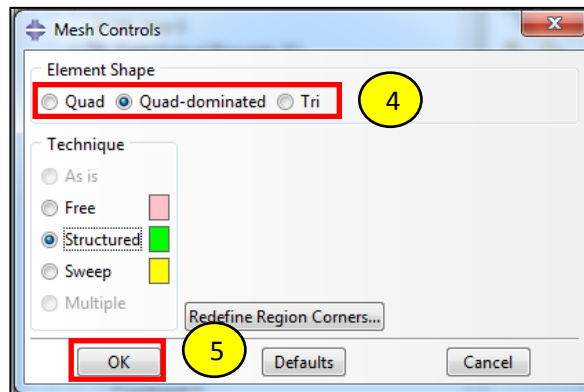 Mesh Controls
x
Element Shape
Quad Quad-dominated Tri
4
Technique
As is
Free
Structured
Sweep
Multiple
Redefine Region Corners...
OK
5
Defaults
Cancel